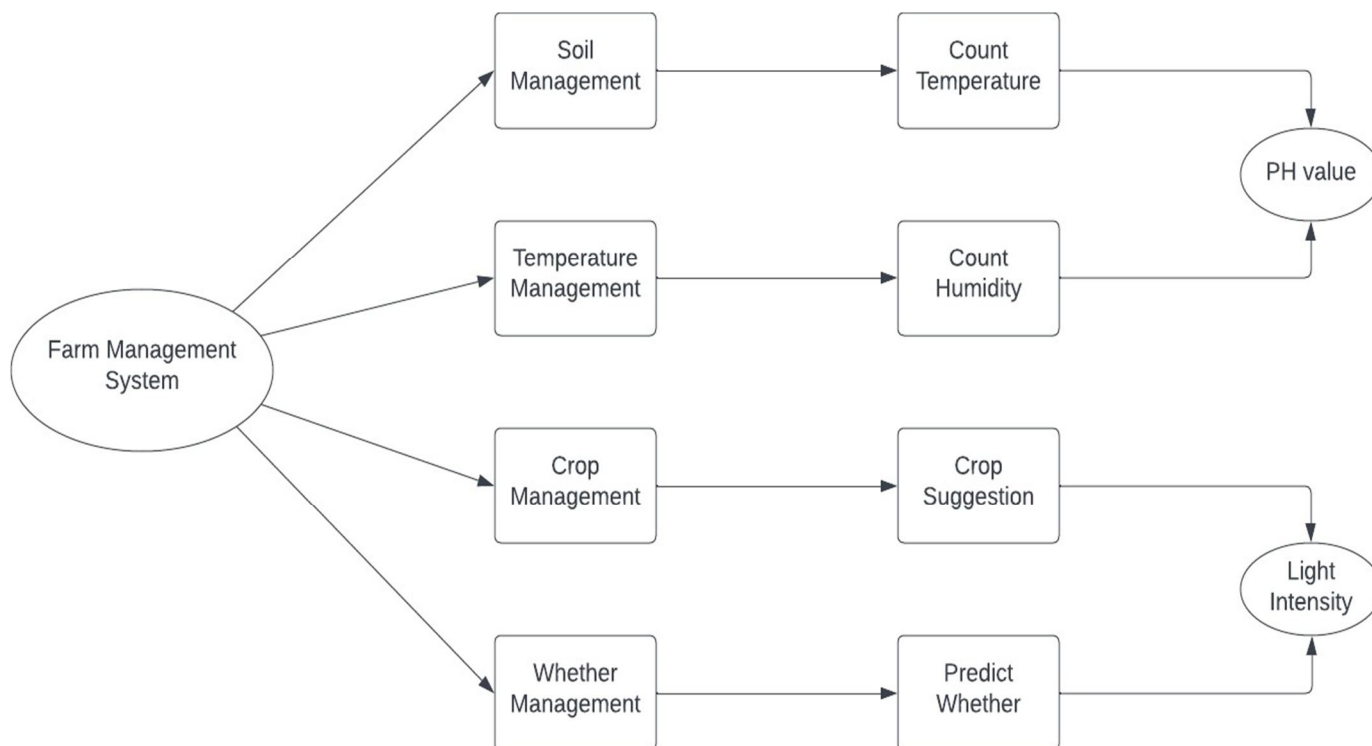 Soil
Management
Count
Temperature
PH value
Temperature
Management
Count
Humidity
Farm Management
System
Crop
Management
Crop
Suggestion
Light
Intensity
Whether
Management
Predict
Whether